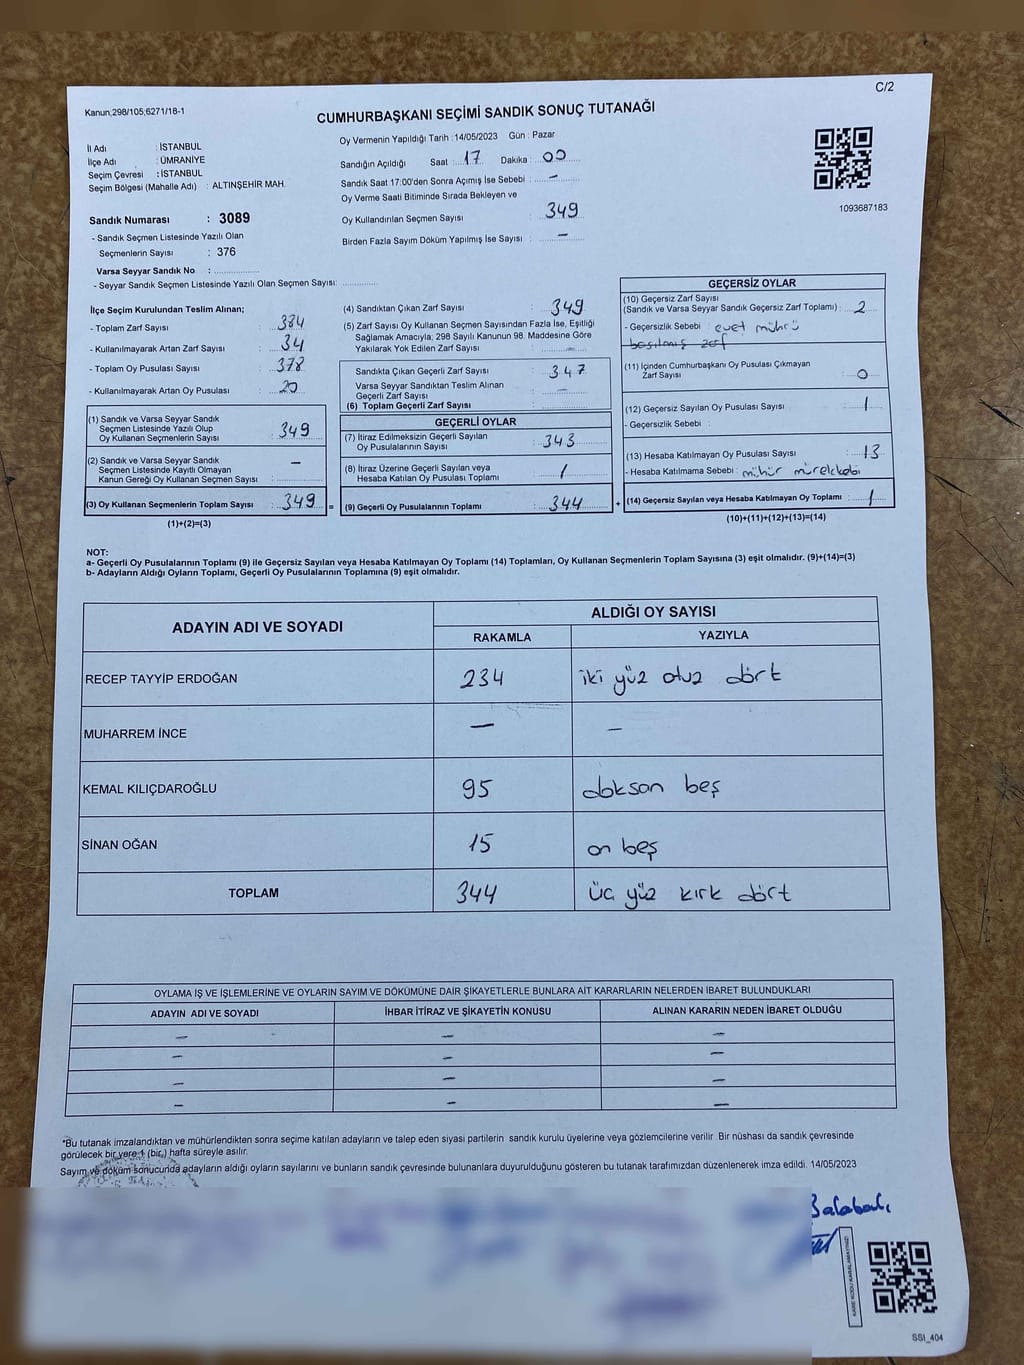 C/2
Kanun;298/105;6271/18-1
CUMHURBAŞKANI SEÇİMİ SANDIK SONUÇ TUTANAĞI
İl Adı : İSTANBUL
İlçe Adı : ÜMRANİYE
Seçim Çevresi : İSTANBUL
Seçim Bölgesi (Mahalle Adı) : ALTINŞEHİR MAH.
Oy Vermenin Yapıldığı Tarih : 14/05/2023 Gün : Pazar
Sandığın Açıldığı Saat : 17 Dakika : 00
Sandık Saat 17:00'den Sonra Açımış İse Sebebi : —
Oy Verme Saati Bitiminde Sırada Bekleyen ve
Oy Kullandırılan Seçmen Sayısı : 349
Birden Fazla Sayım Döküm Yapılmış İse Sayısı : —
1093687183
Sandık Numarası : 3089
- Sandık Seçmen Listesinde Yazılı Olan
Seçmenlerin Sayısı : 376
Varsa Seyyar Sandık No :
- Seyyar Sandık Seçmen Listesinde Yazılı Olan Seçmen Sayısı:
İlçe Seçim Kurulundan Teslim Alınan;
- Toplam Zarf Sayısı : 384
- Kullanılmayarak Artan Zarf Sayısı : 34
- Toplam Oy Pusulası Sayısı : 378
- Kullanılmayarak Artan Oy Pusulası : 20
(1) Sandık ve Varsa Seyyar Sandık
Seçmen Listesinde Yazılı Olup
Oy Kullanan Seçmenlerin Sayısı : 349
(2) Sandık ve Varsa Seyyar Sandık
Seçmen Listesinde Kayıtlı Olmayan
Kanun Gereği Oy Kullanan Seçmen Sayısı : —
(3) Oy Kullanan Seçmenlerin Toplam Sayısı : 349 =
(1)+(2)=(3)
(4) Sandıktan Çıkan Zarf Sayısı : 349
(5) Zarf Sayısı Oy Kullanan Seçmen Sayısından Fazla İse, Eşitliği
Sağlamak Amacıyla; 298 Sayılı Kanunun 98. Maddesine Göre
Yakılarak Yok Edilen Zarf Sayısı : —
Sandıkta Çıkan Geçerli Zarf Sayısı : 347
Varsa Seyyar Sandıktan Teslim Alınan
Geçerli Zarf Sayısı : —
(6) Toplam Geçerli Zarf Sayısı :
GEÇERLİ OYLAR
(7) İtiraz Edilmeksizin Geçerli Sayılan
Oy Pusulalarının Sayısı : 343
(8) İtiraz Üzerine Geçerli Sayılan veya
Hesaba Katılan Oy Pusulası Toplamı : 1
(9) Geçerli Oy Pusulalarının Toplamı : 344 +
GEÇERSİZ OYLAR
(10) Geçersiz Zarf Sayısı
(Sandık ve Varsa Seyyar Sandık Geçersiz Zarf Toplamı) : 2
- Geçersizlik Sebebi : evet mührü
basılmış zarf
(11) İçinden Cumhurbaşkanı Oy Pusulası Çıkmayan
Zarf Sayısı : 0
(12) Geçersiz Sayılan Oy Pusulası Sayısı : 1
- Geçersizlik Sebebi :
(13) Hesaba Katılmayan Oy Pusulası Sayısı : 13
- Hesaba Katılmama Sebebi : mühür mürekkebi
(14) Geçersiz Sayılan veya Hesaba Katılmayan Oy Toplamı : 1
(10)+(11)+(12)+(13)=(14)
NOT:
a- Geçerli Oy Pusulalarının Toplamı (9) ile Geçersiz Sayılan veya Hesaba Katılmayan Oy Toplamı (14) Toplamları, Oy Kullanan Seçmenlerin Toplam Sayısına (3) eşit olmalıdır. (9)+(14)=(3)
b- Adayların Aldığı Oyların Toplamı, Geçerli Oy Pusulalarının Toplamına (9) eşit olmalıdır.
ADAYIN ADI VE SOYADI ALDIĞI OY SAYISI
RAKAMLA YAZIYLA
RECEP TAYYİP ERDOĞAN 234 iki yüz otuz dört
MUHARREM İNCE — —
KEMAL KILIÇDAROĞLU 95 doksan beş
SİNAN OĞAN 15 on beş
TOPLAM 344 üç yüz kırk dört
OYLAMA İŞ VE İŞLEMLERİNE VE OYLARIN SAYIM VE DÖKÜMÜNE DAİR ŞİKAYETLERLE BUNLARA AİT KARARLARIN NELERDEN İBARET BULUNDUKLARI
ADAYIN ADI VE SOYADI İHBAR İTİRAZ VE ŞİKAYETİN KONUSU ALINAN KARARIN NEDEN İBARET OLDUĞU
— — —
— — —
— — —
— — —
*Bu tutanak imzalandıktan ve mühürlendikten sonra seçime katılan adayların ve talep eden siyasi partilerin sandık kurulu üyelerine veya gözlemcilerine verilir. Bir nüshası da sandık çevresinde
görülecek bir yere 1 (bir) hafta süreyle asılır.
Sayım ve döküm sonucunda adayların aldığı oyların sayılarını ve bunların sandık çevresinde bulunanlara duyurulduğunu gösteren bu tutanak tarafımızdan düzenlenerek imza edildi. 14/05/2023
SSI_404